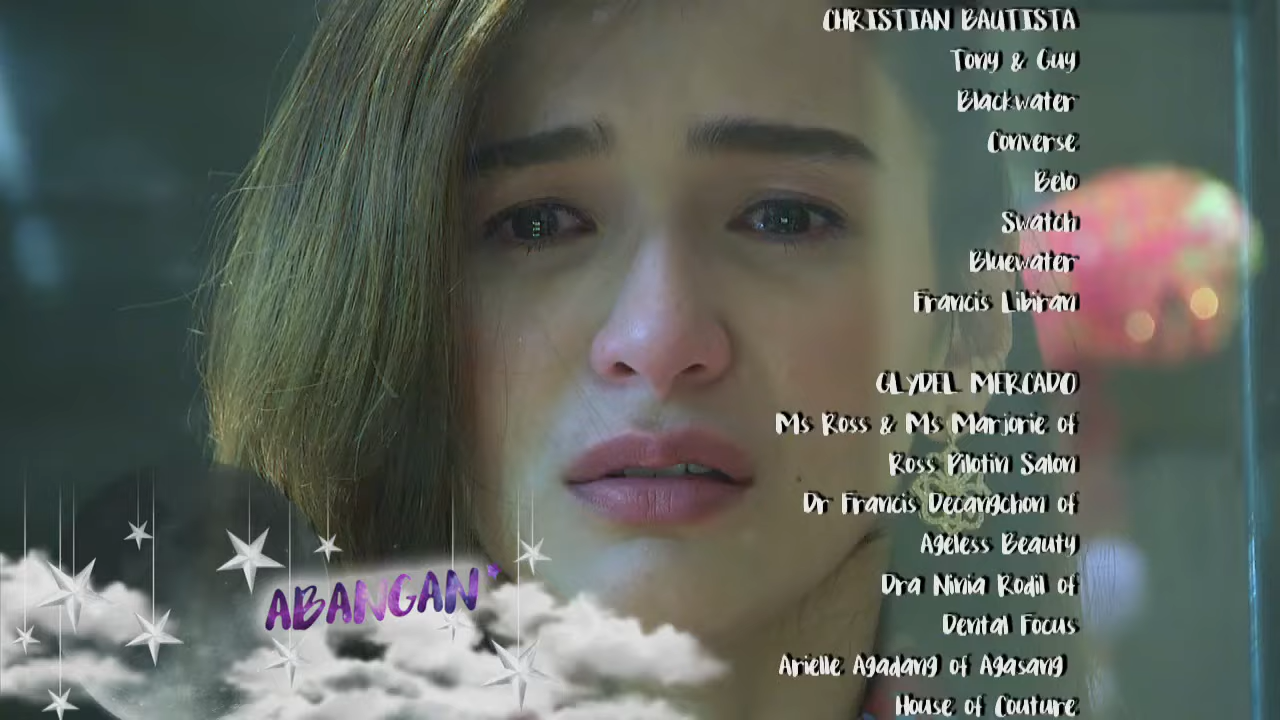 CHRISTIAN BAUTISTA
Tony & Guy
Blackwater
Converse
Belo
Swatch
Bluewater
Francis Libiran
GLYDEL MERCADO
Ms Ross & Ms Marjorie of
Ross Pilotin Salon
Dr Francis Decangchon of
Ageless Beauty
Dra Ninia Rodil of
Dental Focus
Arielle Agadang of Agasang
House of Couture
ABANGAN